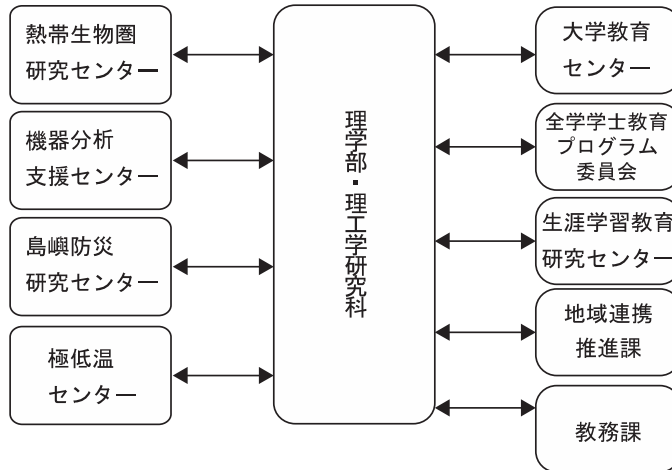 熱帯生物圏
研究センター
機器分析
支援センター
島嶼防災
研究センター
極低温
センター
理学部・理工学研究科
大学教育
センター
全学学士教育
プログラム
委員会
生涯学習教育
研究センター
地域連携
推進課
教務課